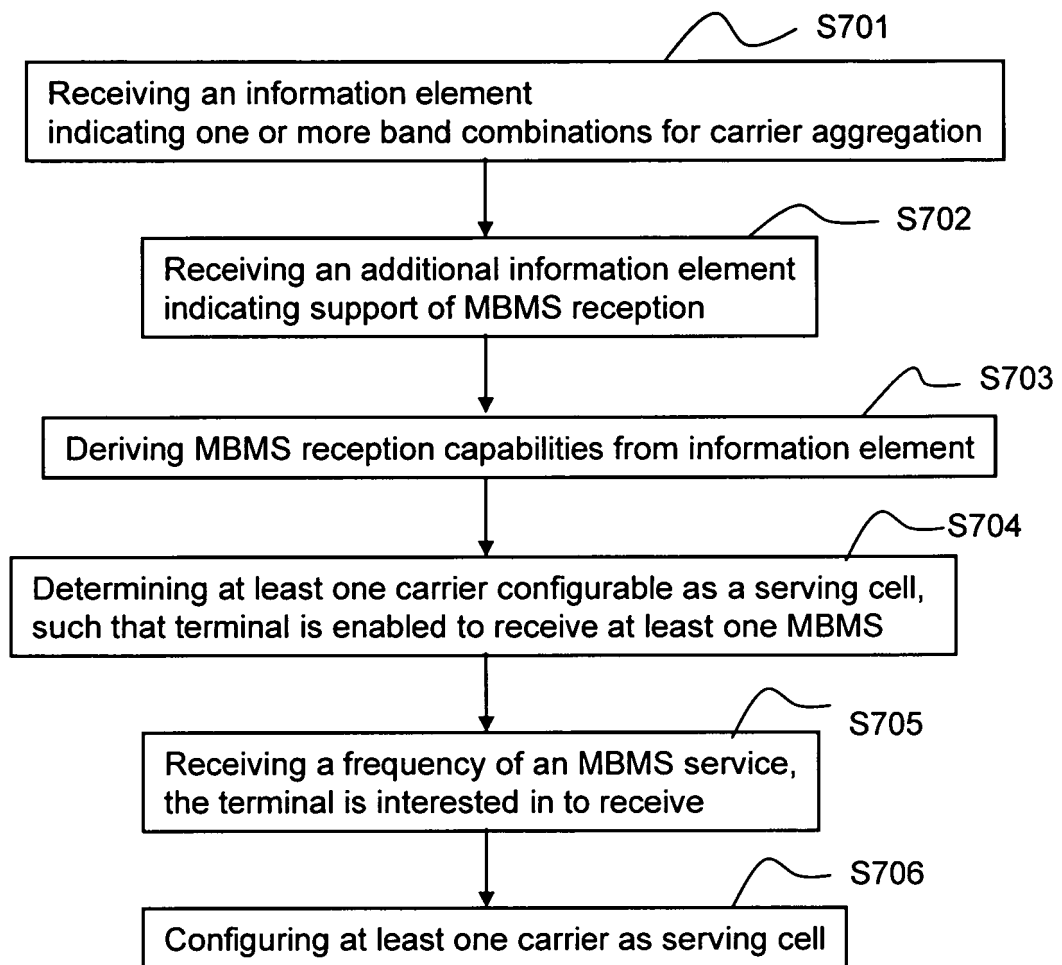 S701
Receiving an information element
indicating one or more band combinations for carrier aggregation
S702
Receiving an additional information element
indicating support of MBMS reception
S703
Deriving MBMS reception capabilities from information element
S704
Determining at least one carrier configurable as a serving cell,
such that terminal is enabled to receive at least one MBMS
S705
Receiving a frequency of an MBMS service,
the terminal is interested in to receive
S706
Configuring at least one carrier as serving cell